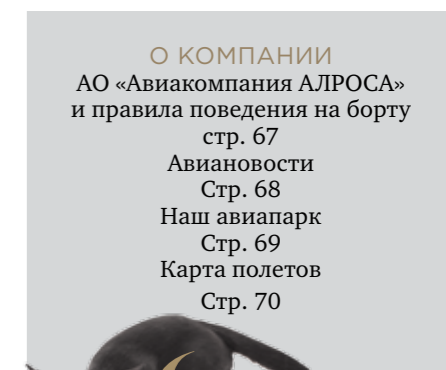 О КОМПАНИИ
АО «Авиакомпания АЛРОСА»
и правила поведения на борту
стр. 67
Авиановости
Стр. 68
Наш авиапарк
Стр. 69
Карта полетов
Стр. 70